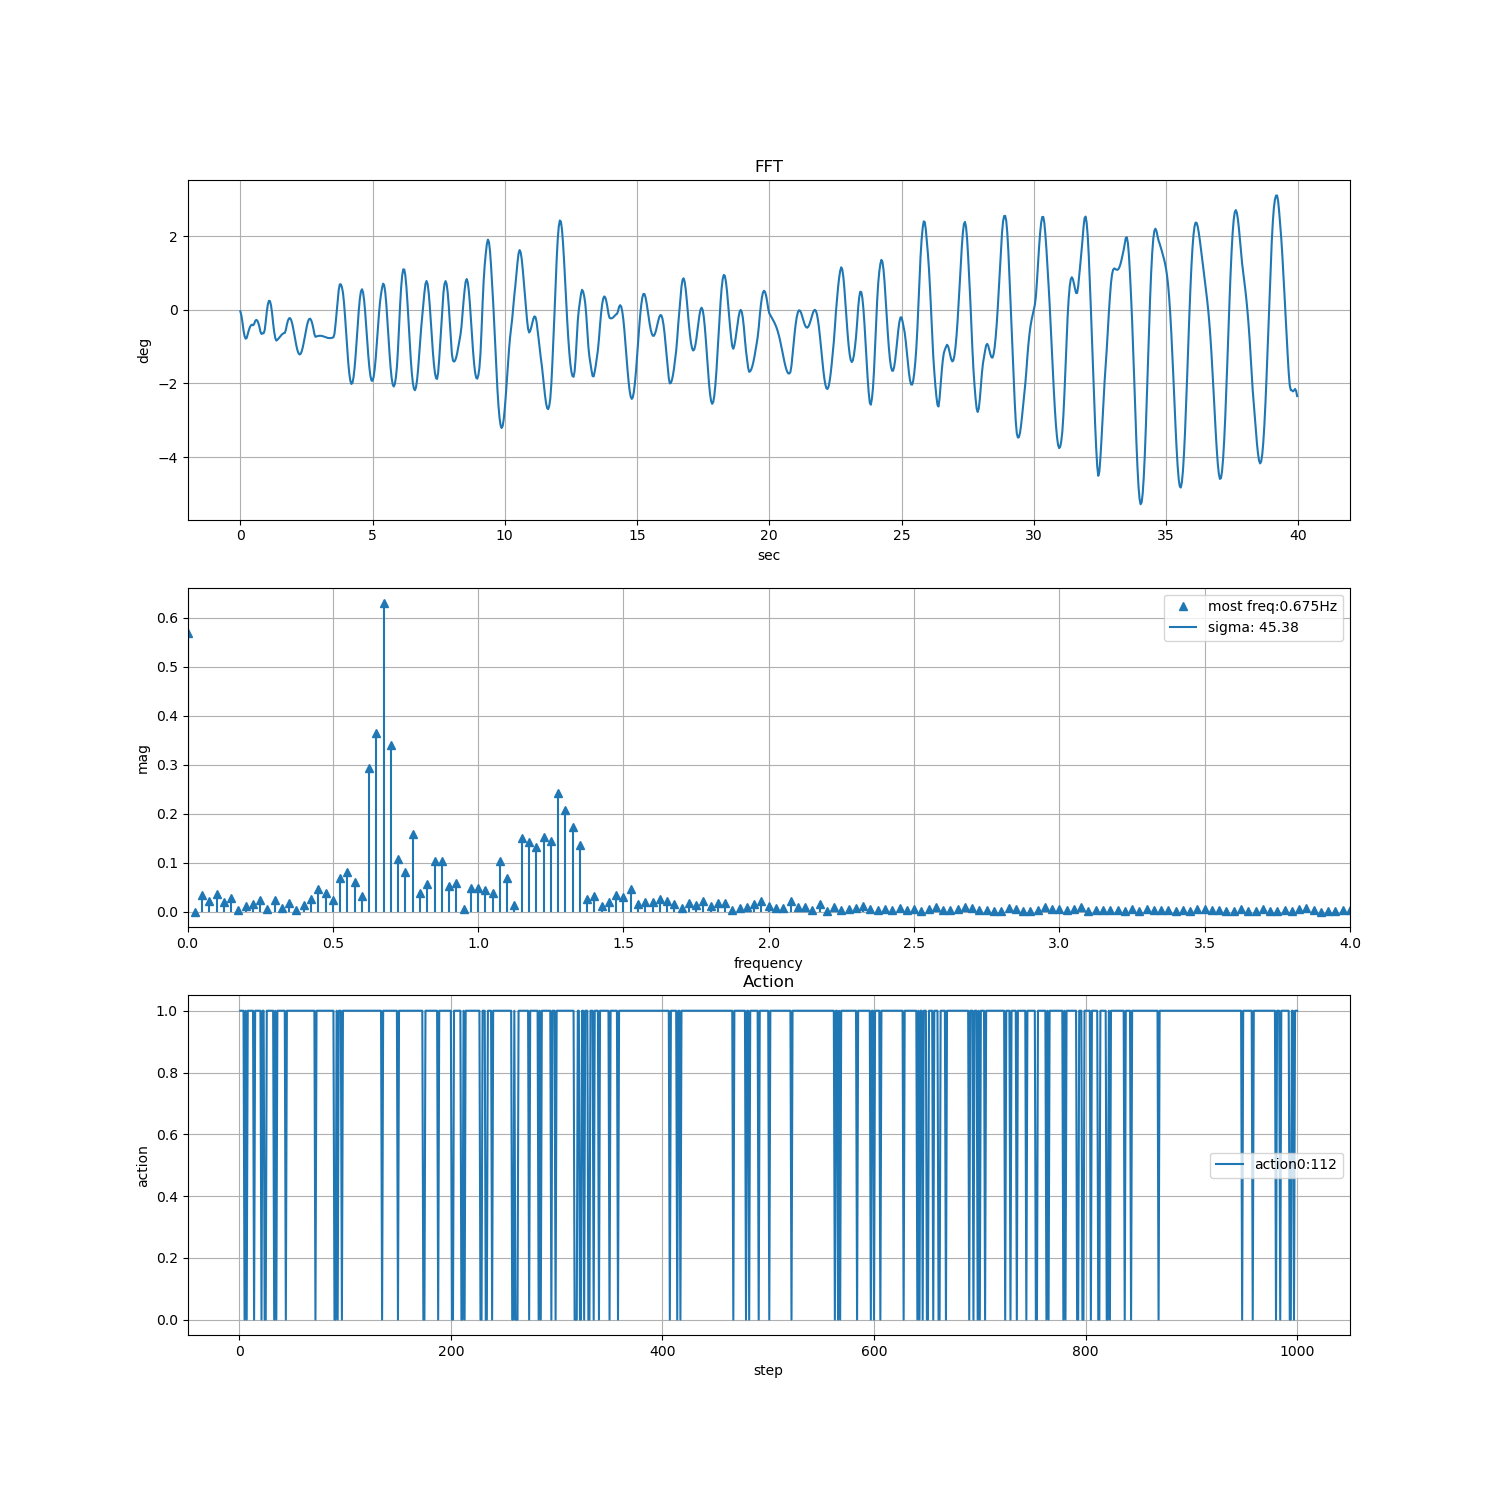 FFT
2
0
−2
−4
deg
0 5 10 15 20 25 30 35 40
sec
most freq:0.675Hz
sigma: 45.38
0.6
0.5
0.4
0.3
0.2
0.1
0.0
mag
0.0 0.5 1.0 1.5 2.0 2.5 3.0 3.5 4.0
frequency
Action
1.0
0.8
0.6
0.4
0.2
0.0
action
action0:112
0 200 400 600 800 1000
step